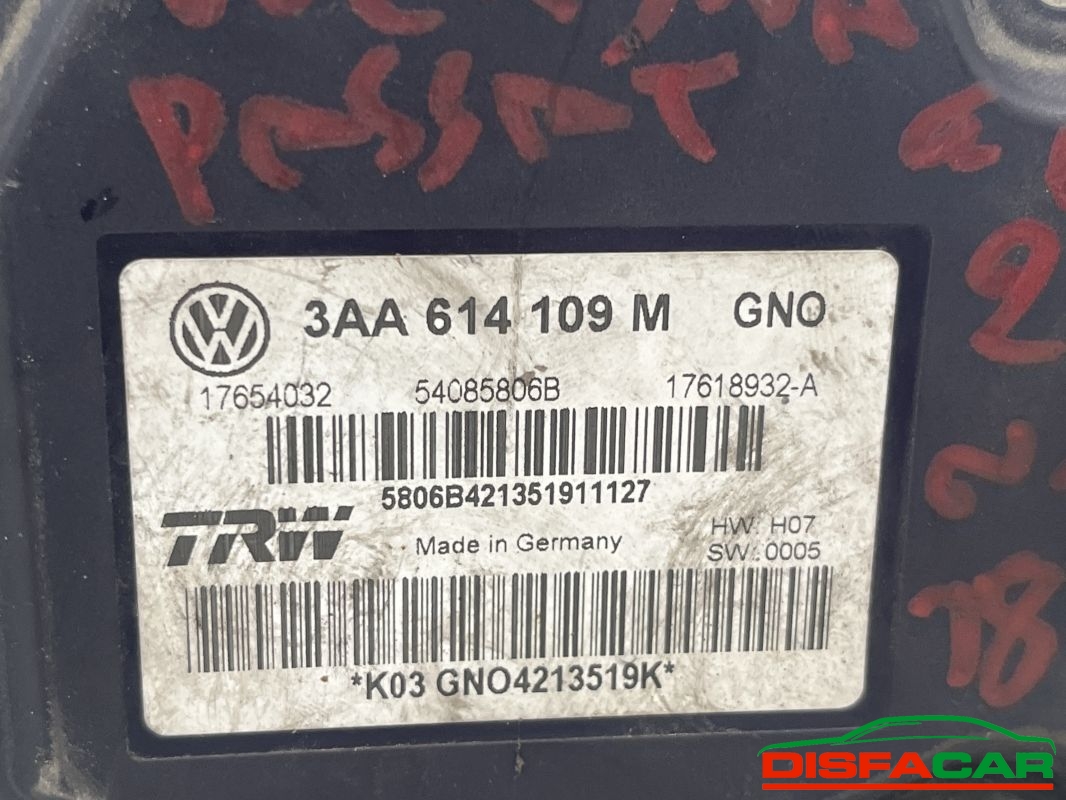 PASSAT
3AA 614 109 M GNO
17654032 54085806B 17618932-A
5806B421351911127
TRW Made in Germany HW: H07
SW: 0005
*K03 GNO4213519K*
DISFACAR